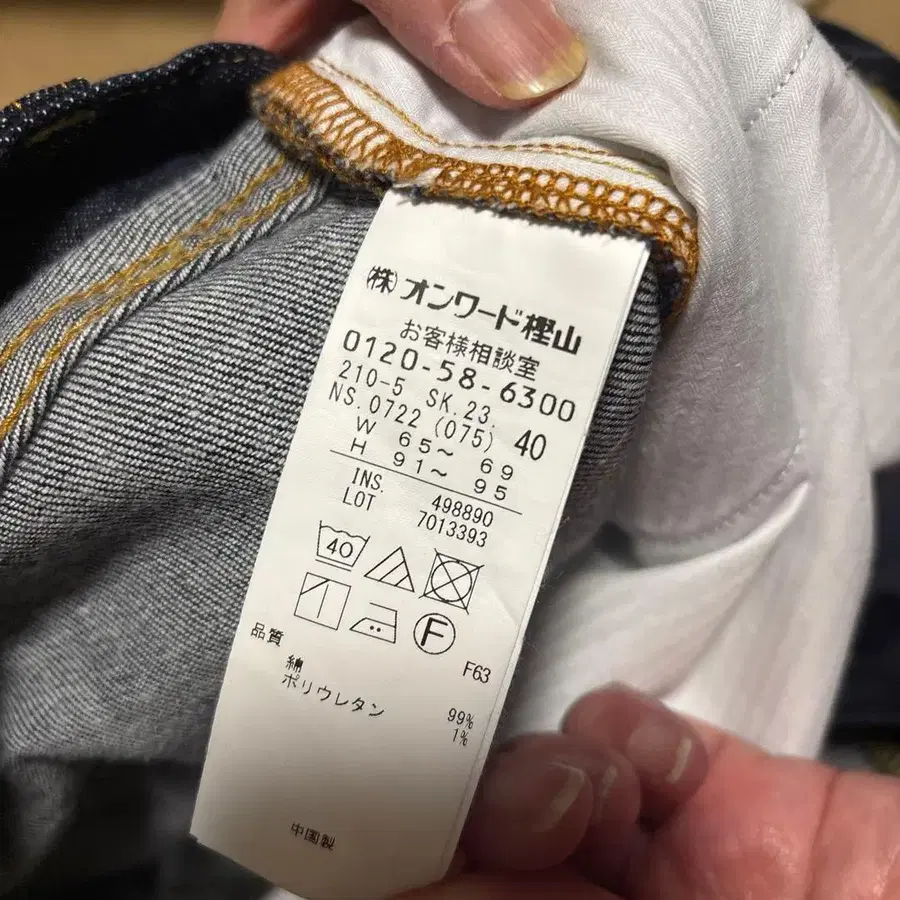 (株)オンワード樫山
お客様相談室
0120-58-6300
210-5 SK.23.
NS.0722 (075) 40
W 65～ 69
H 91～ 95
INS. 498890
LOT 7013393
40
F
品質 F63
綿 99%
ポリウレタン 1%
中国製